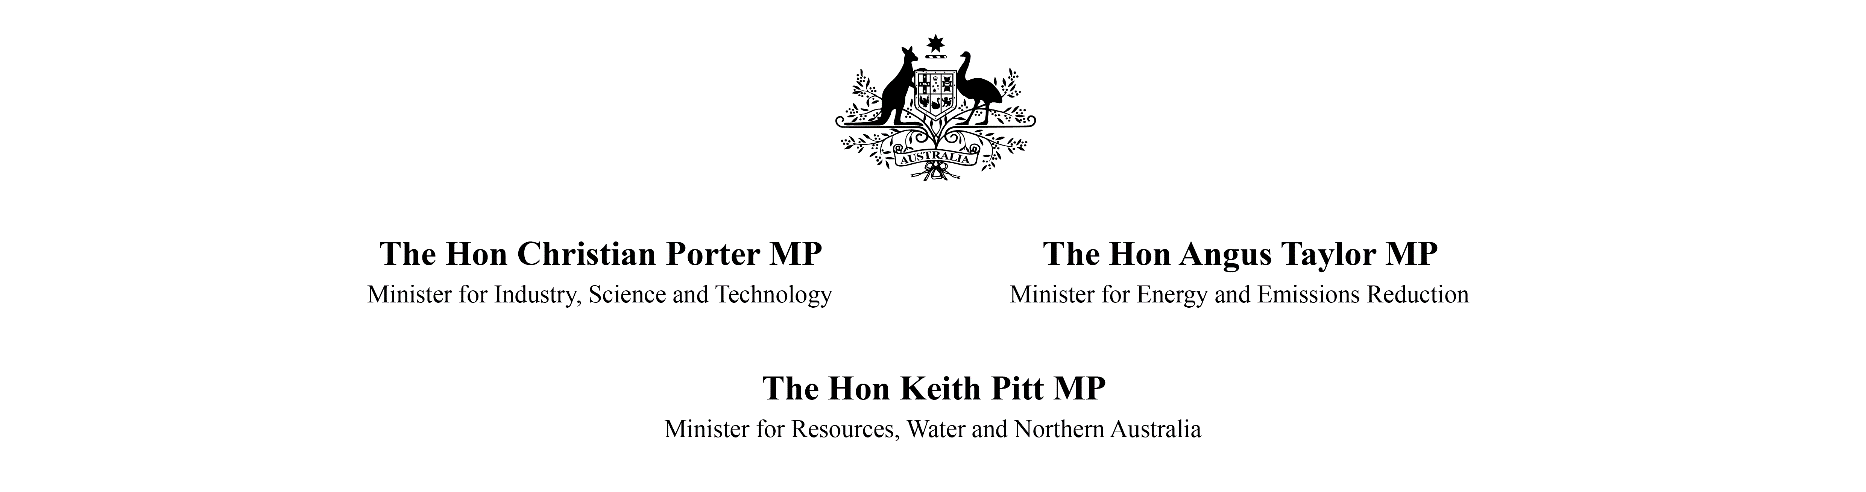 AUSTRALIA
The Hon Christian Porter MP
Minister for Industry, Science and Technology
The Hon Angus Taylor MP
Minister for Energy and Emissions Reduction
The Hon Keith Pitt MP
Minister for Resources, Water and Northern Australia